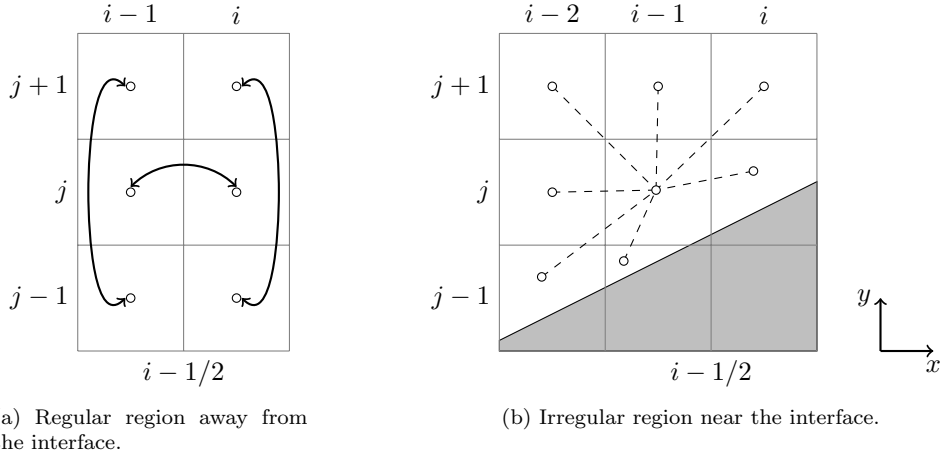 i − 1 i
j + 1
j
j − 1
i − 1/2
a) Regular region away from
he interface.
i − 2 i − 1 i
j + 1
j
j − 1
i − 1/2
y
x
(b) Irregular region near the interface.